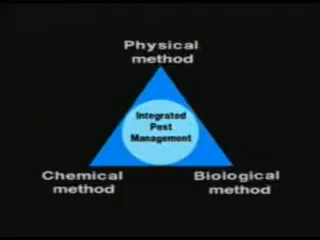 Physical
method
Integrated
Pest
Management
Chemical
method
Biological
method